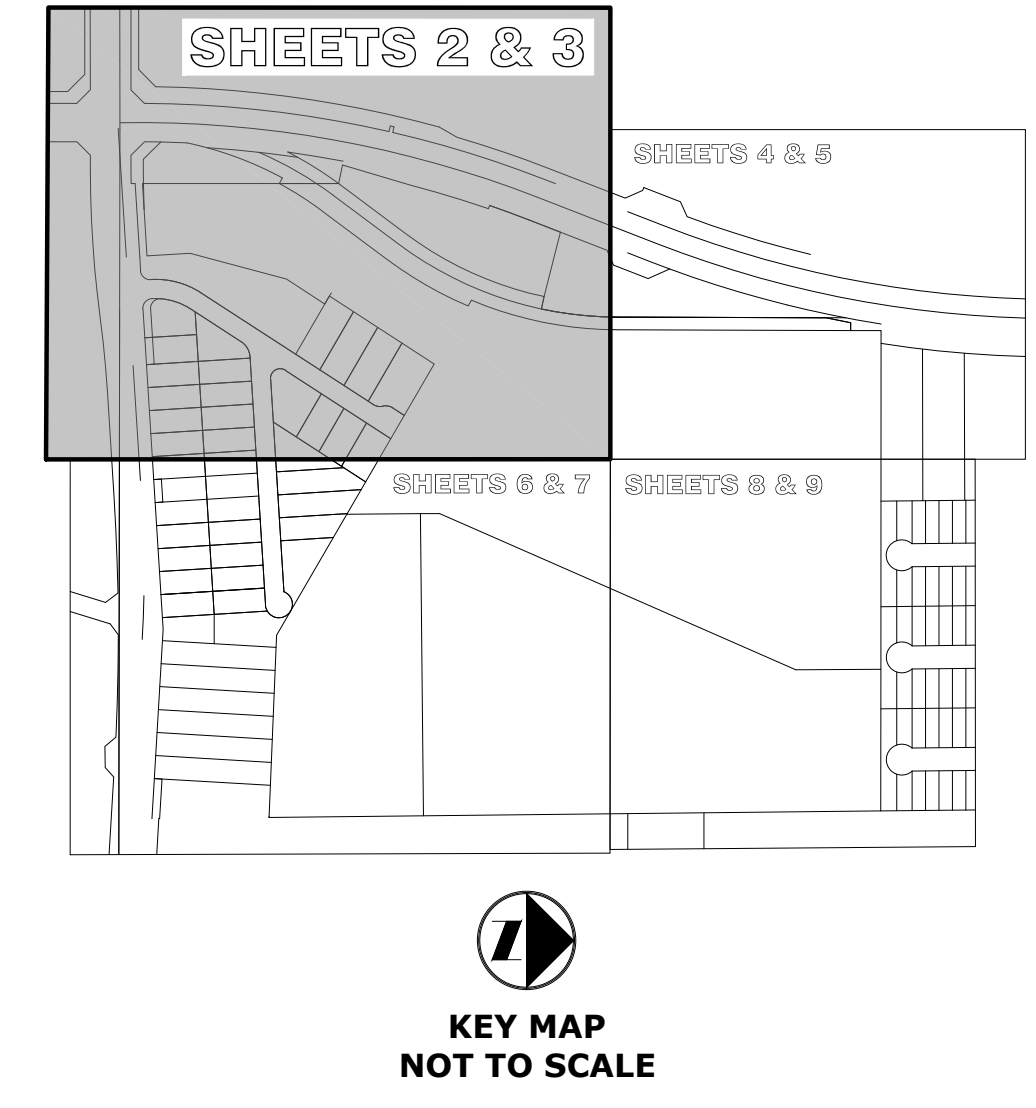 SHEETS 2 & 3
SHEETS 4 & 5
SHEETS 6 & 7
SHEETS 8 & 9
N
KEY MAP
NOT TO SCALE